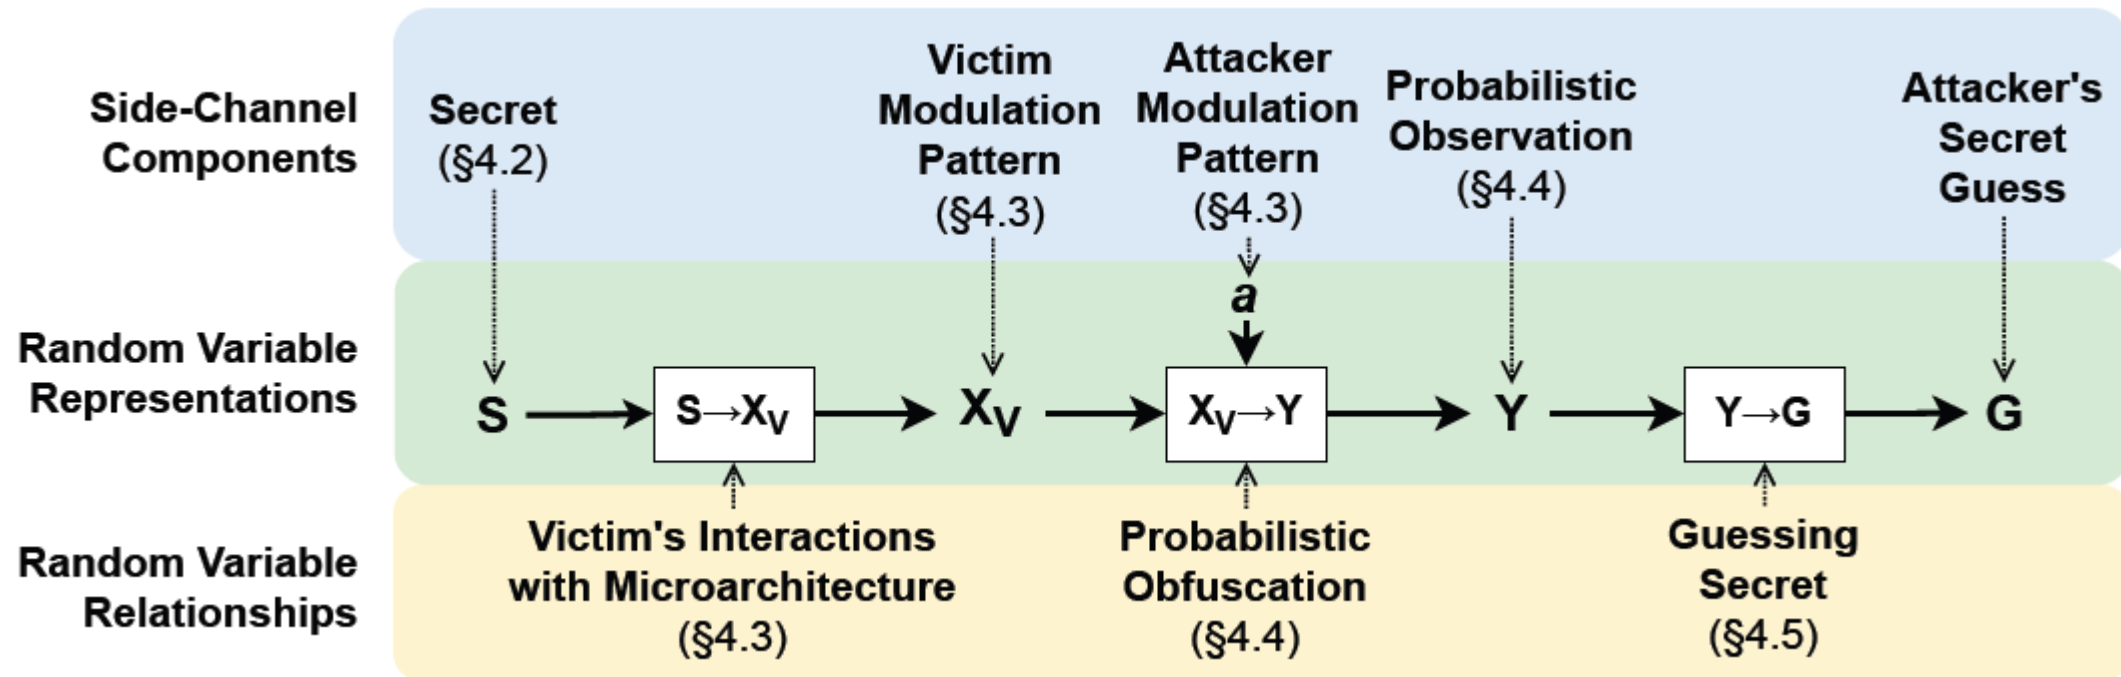 Side-Channel
Components
Secret
(§4.2)
Victim
Modulation
Pattern
(§4.3)
Attacker
Modulation
Pattern
(§4.3)
Probabilistic
Observation
(§4.4)
Attacker's
Secret
Guess
Random Variable
Representations
a
S
S→XV
XV
XV→Y
Y
Y→G
G
Random Variable
Relationships
Victim's Interactions
with Microarchitecture
(§4.3)
Probabilistic
Obfuscation
(§4.4)
Guessing
Secret
(§4.5)